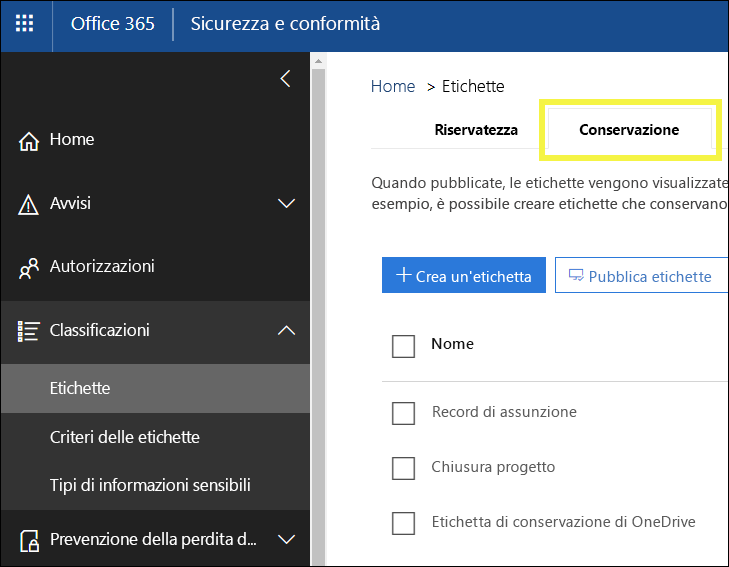 Office 365 Sicurezza e conformità
Home > Etichette
Riservatezza Conservazione
Quando pubblicate, le etichette vengono visualizzate
esempio, è possibile creare etichette che conservano
Crea un'etichetta Pubblica etichette
Nome
Record di assunzione
Chiusura progetto
Etichetta di conservazione di OneDrive
Home
Avvisi
Autorizzazioni
Classificazioni
Etichette
Criteri delle etichette
Tipi di informazioni sensibili
Prevenzione della perdita d...